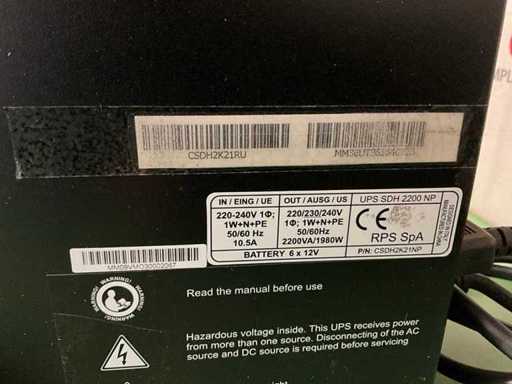 CSDH2K21RU
IN / EING / UE
OUT / AUSG / US
UPS SDH 2200 NP
220-240V 1Φ;
1W+N+PE
50/60 Hz
10.5A
220/230/240V
1Φ; 1W+N+PE
50/60Hz
2200VA/1980W
CE
RPS SpA
BATTERY 6 x 12V
P/N: CSDH2K21NP
WARNING
Read the manual before use
Hazardous voltage inside. This UPS receives power
from more than one source. Disconnecting of the AC
source and DC source is required before servicing